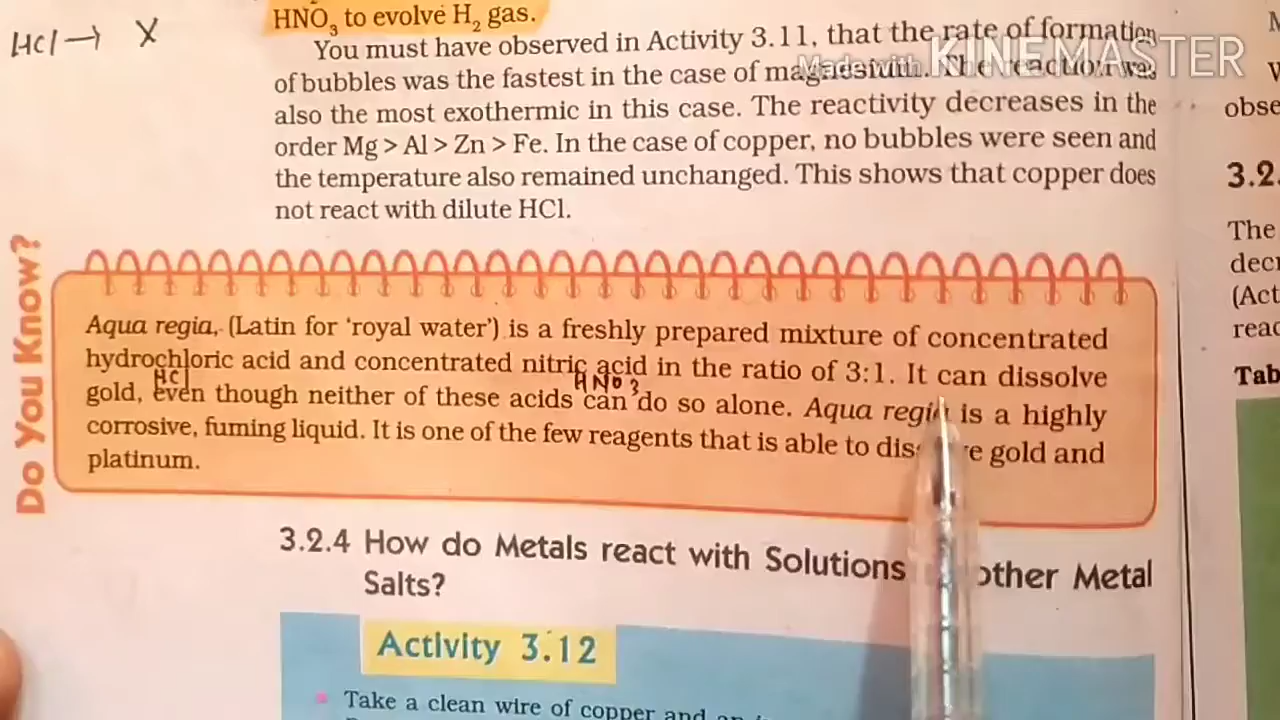 HNO3 to evolve H2 gas.
HCl → X
You must have observed in Activity 3.11, that the rate of formation
of bubbles was the fastest in the case of magnesium. The reaction was
Made with KINEMASTER
also the most exothermic in this case. The reactivity decreases in the
order Mg > Al > Zn > Fe. In the case of copper, no bubbles were seen and
the temperature also remained unchanged. This shows that copper does
not react with dilute HCl.
Do You Know?
Aqua regia, (Latin for ‘royal water’) is a freshly prepared mixture of concentrated
hydrochloric acid and concentrated nitric acid in the ratio of 3:1. It can dissolve
HCl HNO3
gold, even though neither of these acids can do so alone. Aqua regia is a highly
corrosive, fuming liquid. It is one of the few reagents that is able to gold and
platinum.
3.2.4 How do Metals react with Solutions other Metal
Salts?
Activity 3.12
Take a clean wire of copper and an
obse
3.2.
The
decr
(Act
reac
Tab